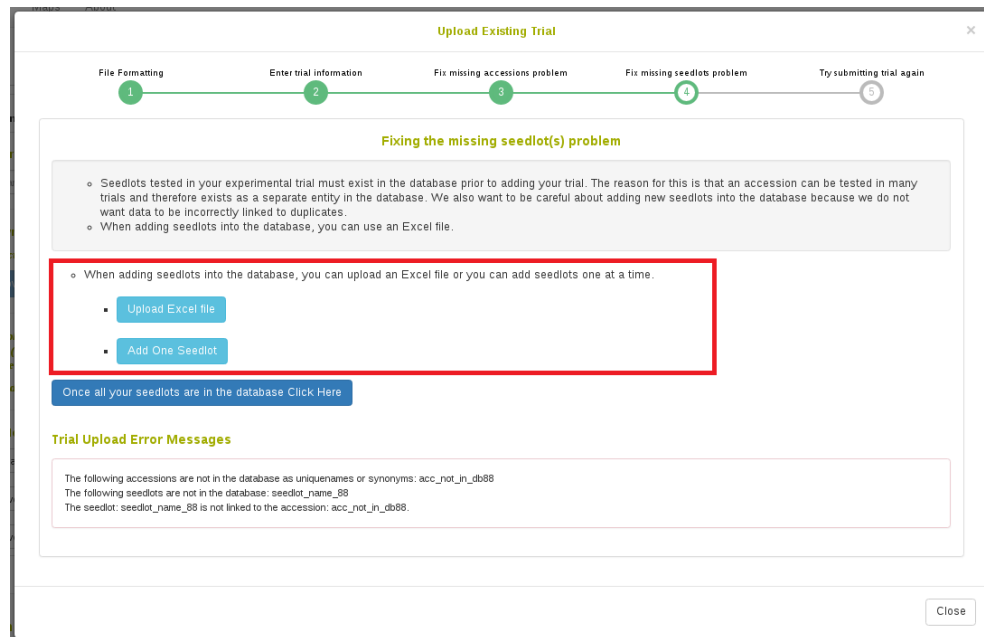 Upload Existing Trial
×
File Formatting
Enter trial information
Fix missing accessions problem
Fix missing seedlots problem
Try submitting trial again
1
2
3
4
5
Fixing the missing seedlot(s) problem
Seedlots tested in your experimental trial must exist in the database prior to adding your trial. The reason for this is that an accession can be tested in many
trials and therefore exists as a separate entity in the database. We also want to be careful about adding new seedlots into the database because we do not
want data to be incorrectly linked to duplicates.
When adding seedlots into the database, you can use an Excel file.
When adding seedlots into the database, you can upload an Excel file or you can add seedlots one at a time.
Upload Excel file
Add One Seedlot
Once all your seedlots are in the database Click Here
Trial Upload Error Messages
The following accessions are not in the database as uniquenames or synonyms: acc_not_in_db88
The following seedlots are not in the database: seedlot_name_88
The seedlot: seedlot_name_88 is not linked to the accession: acc_not_in_db88.
Close